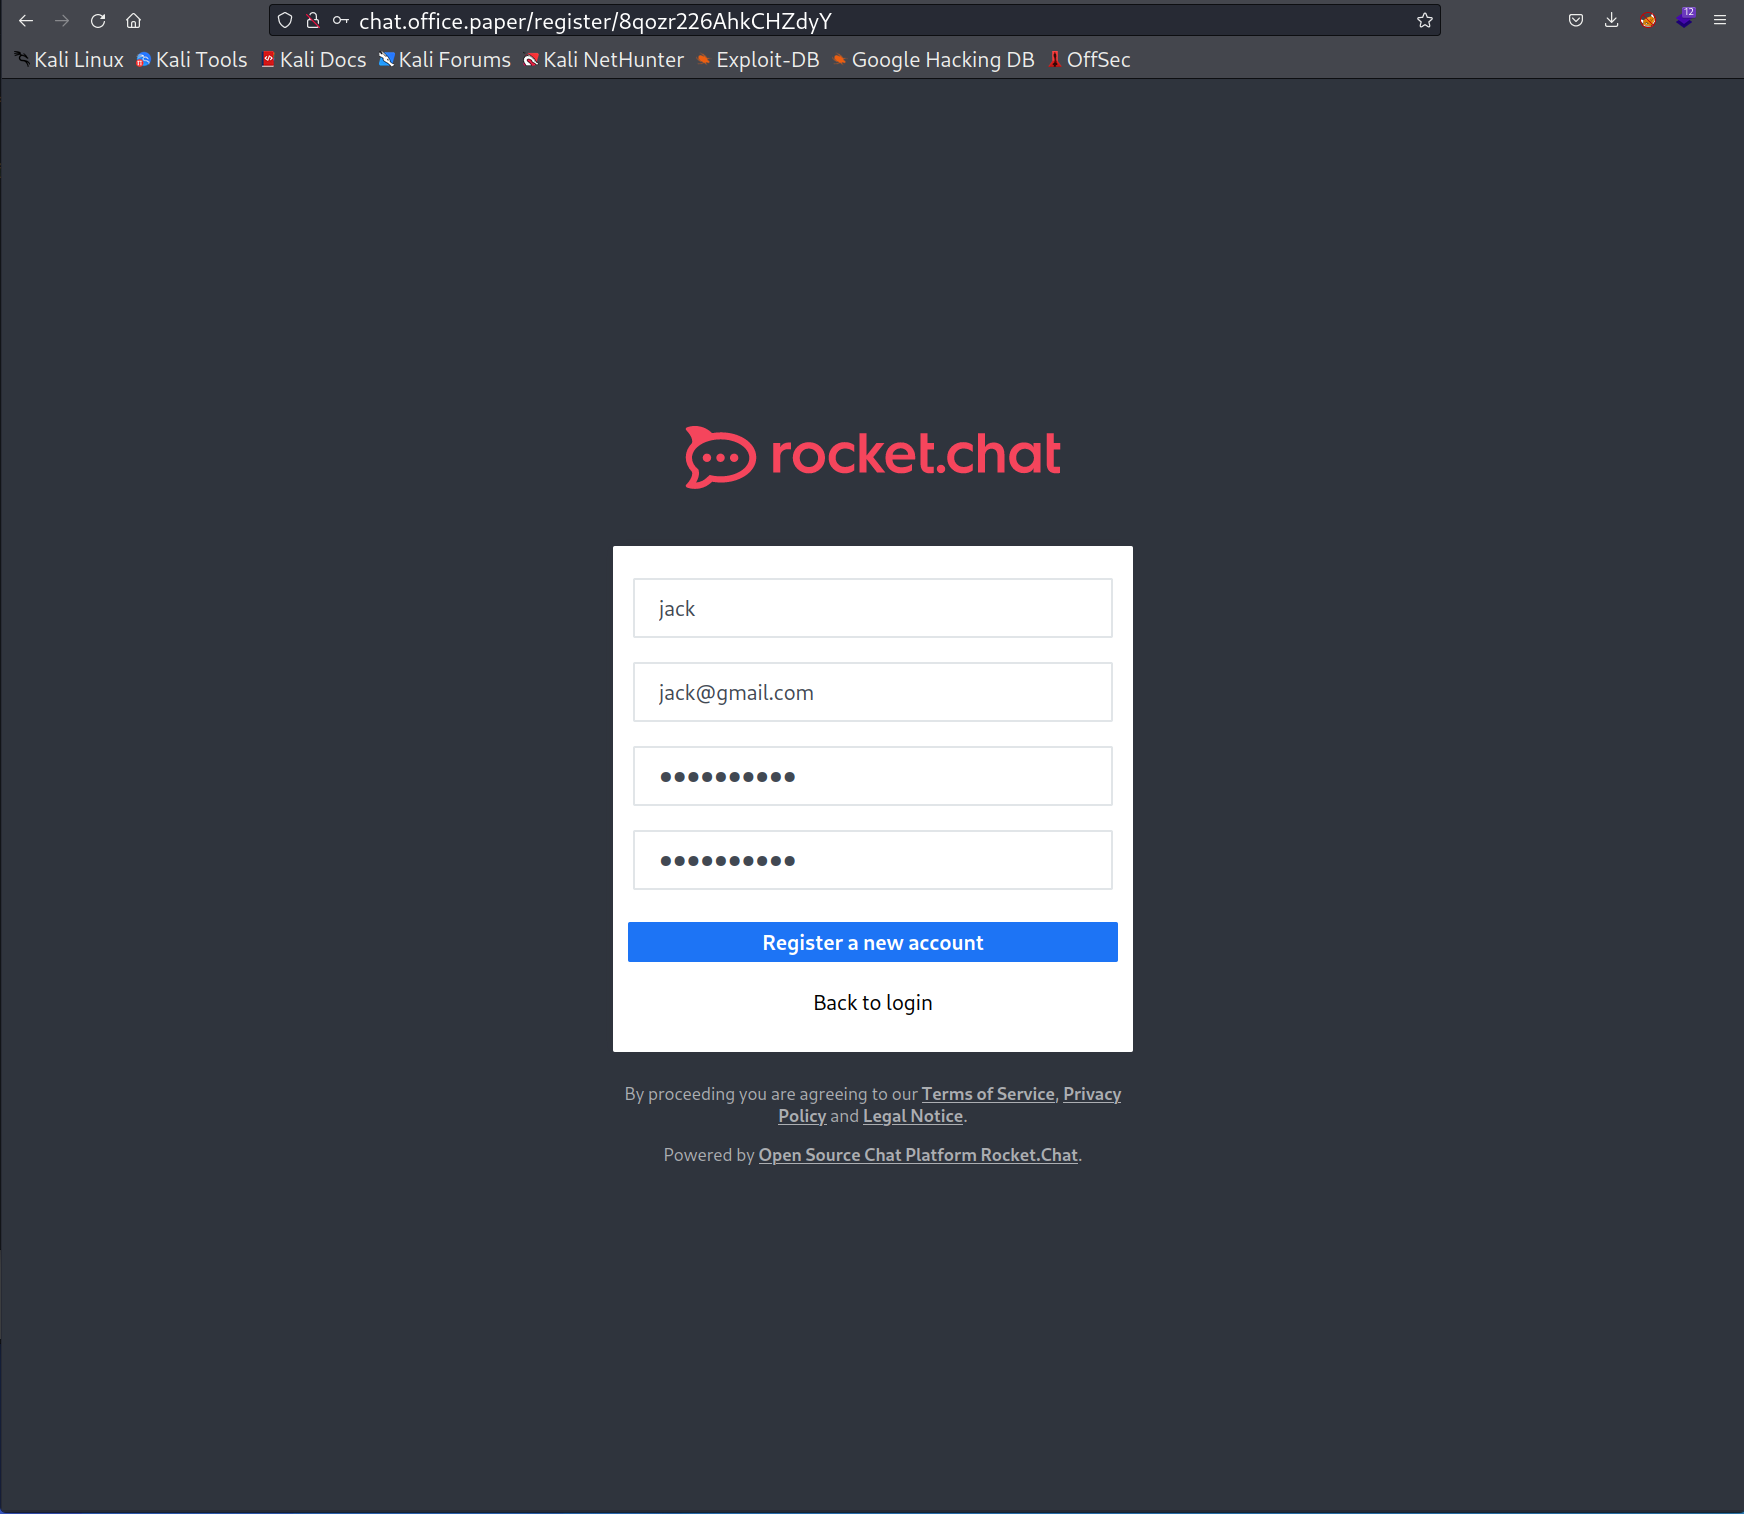 chat.office.paper/register/8qozr226AhkCHZdyY
12
Kali Linux Kali Tools Kali Docs Kali Forums Kali NetHunter Exploit-DB Google Hacking DB OffSec
rocket.chat
jack
jack@gmail.com
••••••••••
••••••••••
Register a new account
Back to login
By proceeding you are agreeing to our Terms of Service, Privacy
Policy and Legal Notice.
Powered by Open Source Chat Platform Rocket.Chat.